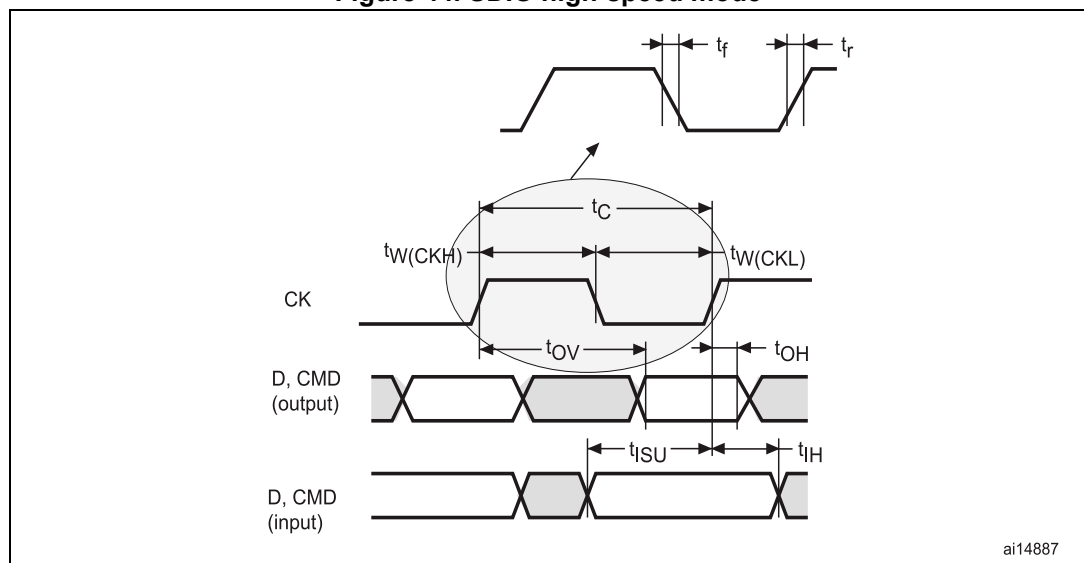 t_f
t_r
t_C
t_W(CKH)
t_W(CKL)
CK
t_OV
t_OH
D, CMD
(output)
t_ISU
t_IH
D, CMD
(input)
ai14887